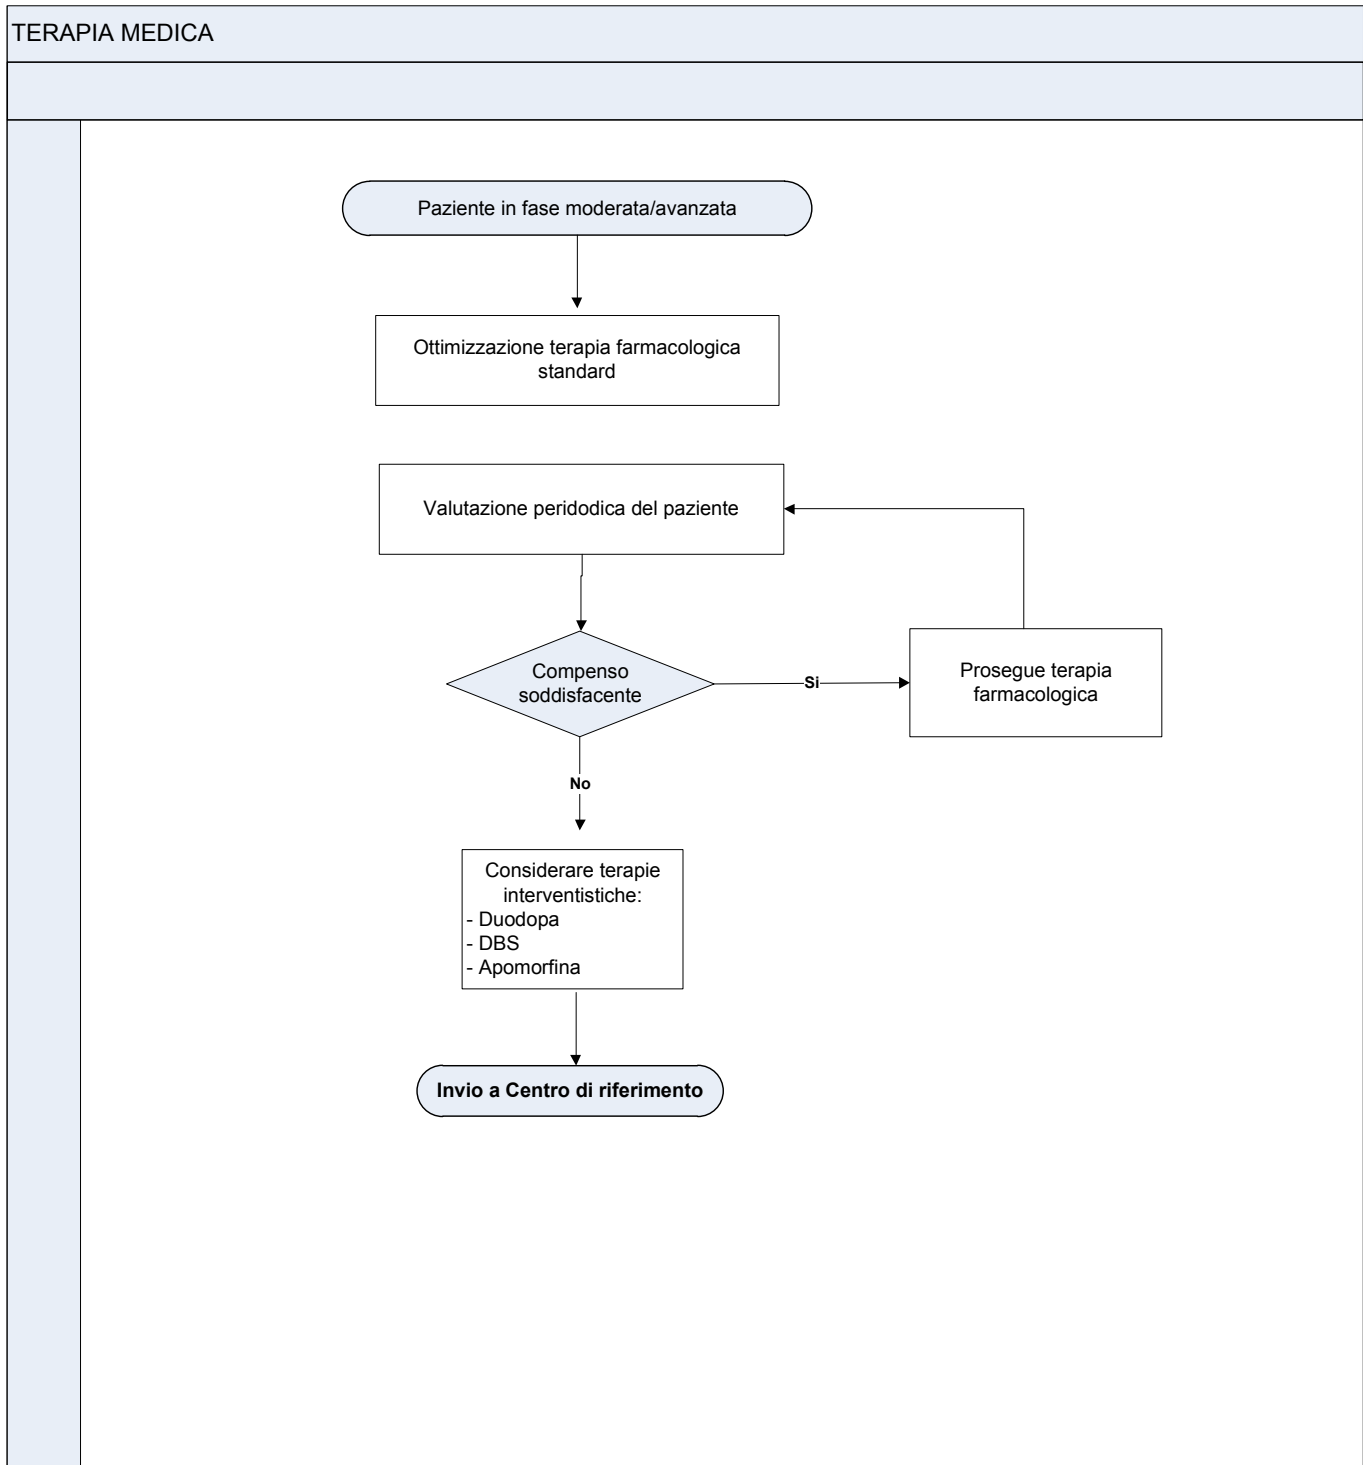 TERAPIA MEDICA
Paziente in fase moderata/avanzata
Ottimizzazione terapia farmacologica
standard
Valutazione peridodica del paziente
Compenso
soddisfacente
Si
Prosegue terapia
farmacologica
No
Considerare terapie
interventistiche:
- Duodopa
- DBS
- Apomorfina
Invio a Centro di riferimento